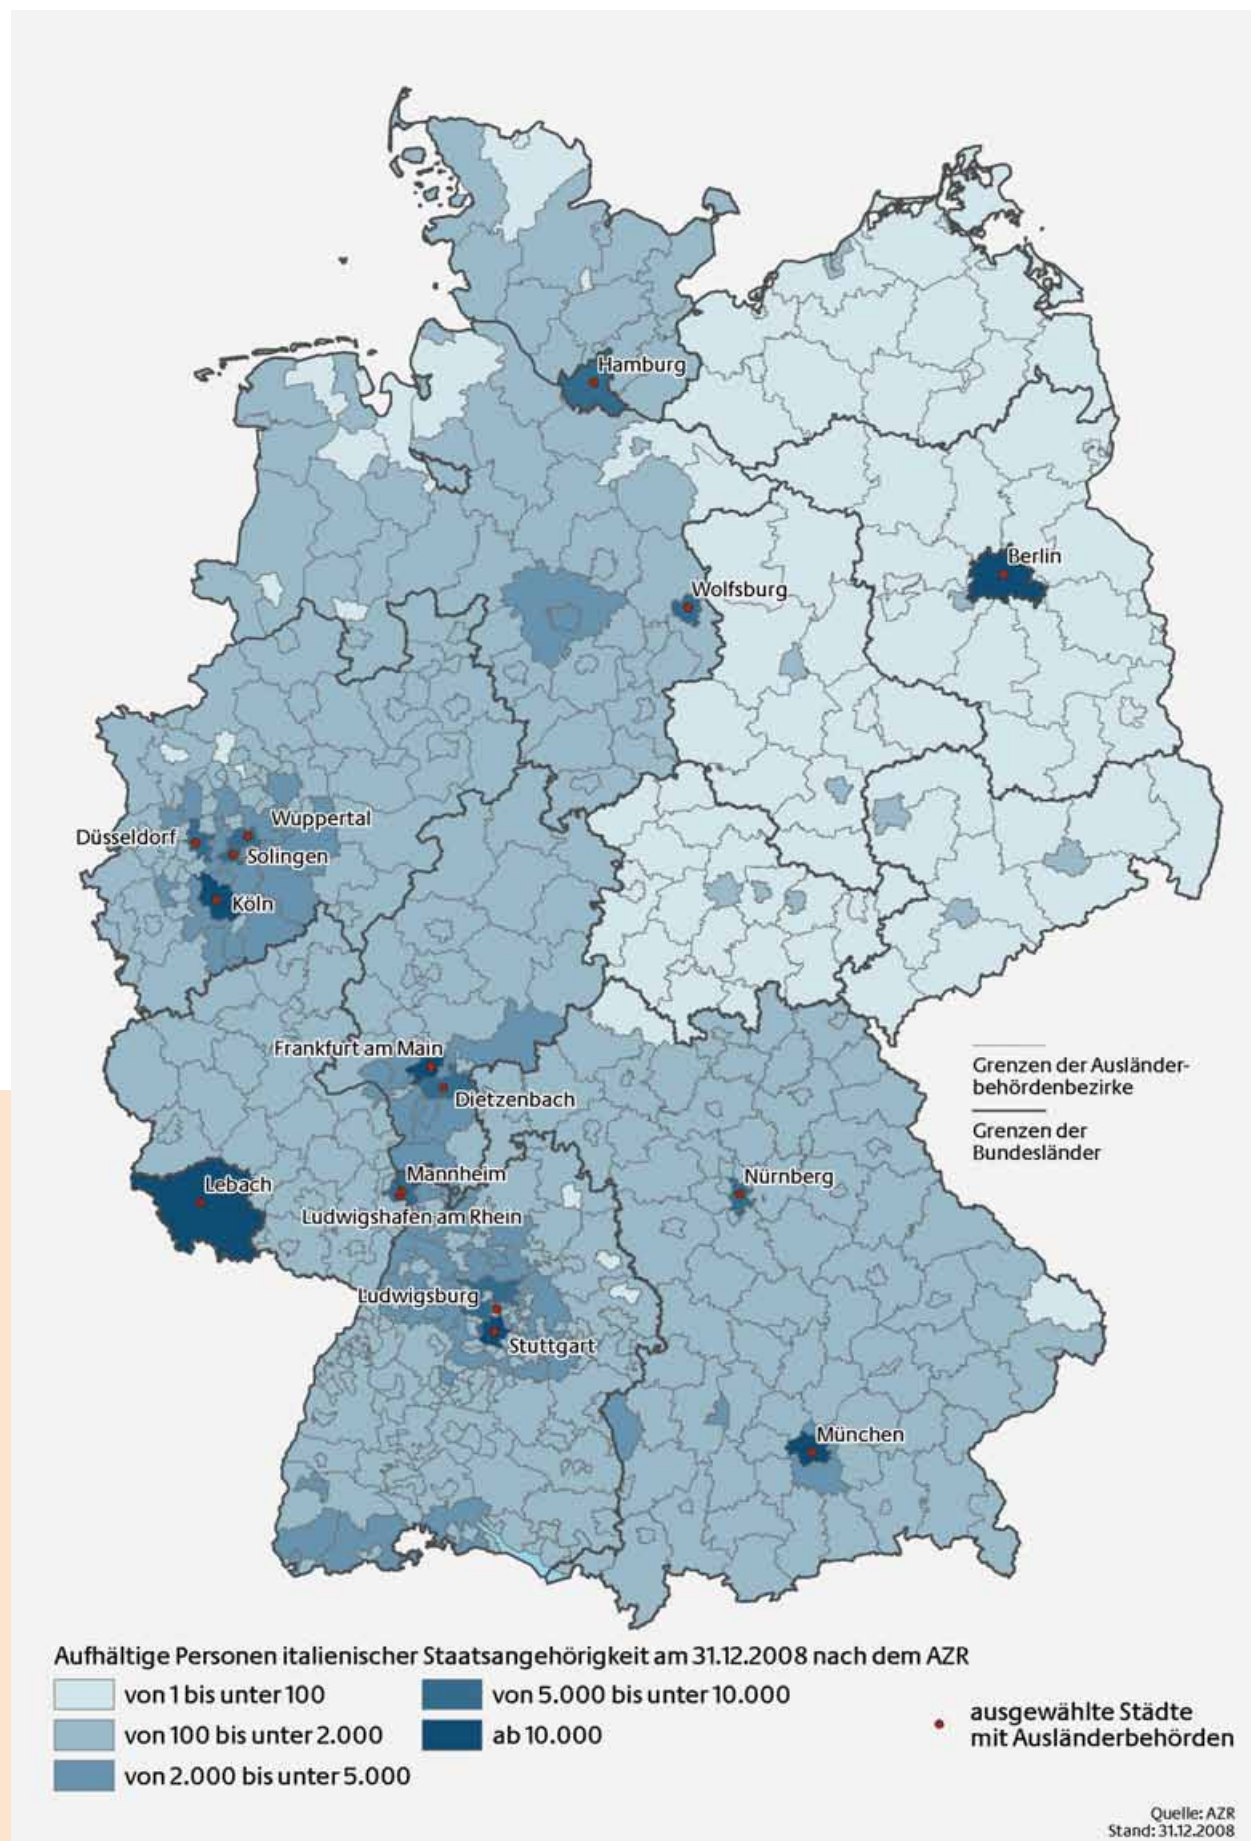 Hamburg
Berlin
Wolfsburg
Wuppertal
Düsseldorf
Solingen
Köln
Frankfurt am Main
Grenzen der Ausländer-
behördenbezirke
Dietzenbach
Grenzen der
Bundesländer
Mannheim
Lebach
Nürnberg
Ludwigshafen am Rhein
Ludwigsburg
Stuttgart
München
Aufhältige Personen italienischer Staatsangehörigkeit am 31.12.2008 nach dem AZR
von 1 bis unter 100
von 100 bis unter 2.000
von 2.000 bis unter 5.000
von 5.000 bis unter 10.000
ab 10.000
ausgewählte Städte
mit Ausländerbehörden
Quelle: AZR
Stand: 31.12.2008